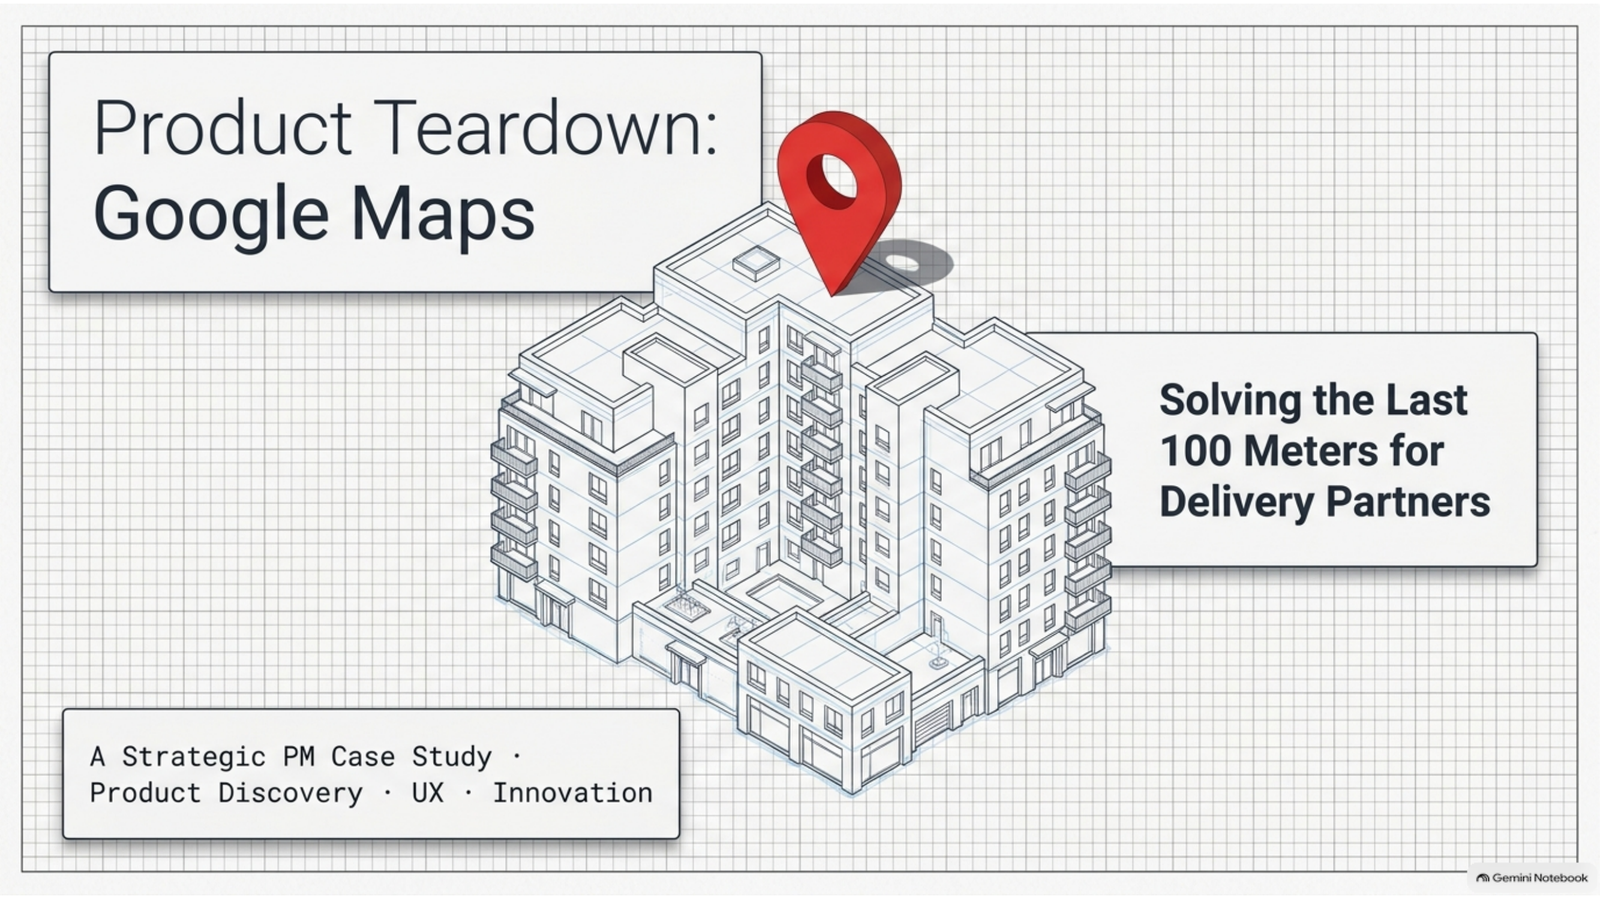 Product Teardown:
Google Maps
Solving the Last
100 Meters for
Delivery Partners
A Strategic PM Case Study ·
Product Discovery · UX · Innovation
Gemini Notebook